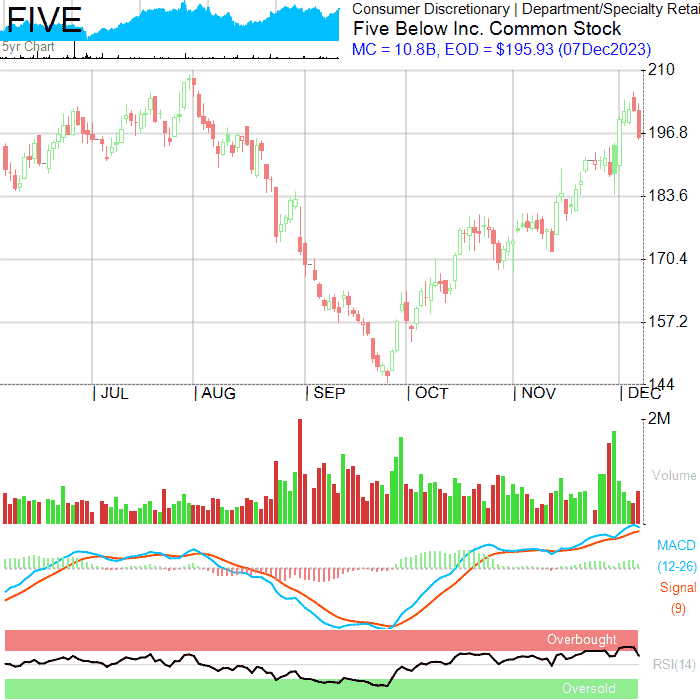 FIVE
5yr Chart
Consumer Discretionary | Department/Specialty Retai
Five Below Inc. Common Stock
MC = 10.8B, EOD = $195.93 (07Dec2023)
210
196.8
183.6
170.4
157.2
144
JUL AUG SEP OCT NOV DEC
2M
Volume
MACD
(12-26)
Signal
(9)
Overbought
RSI(14)
Oversold